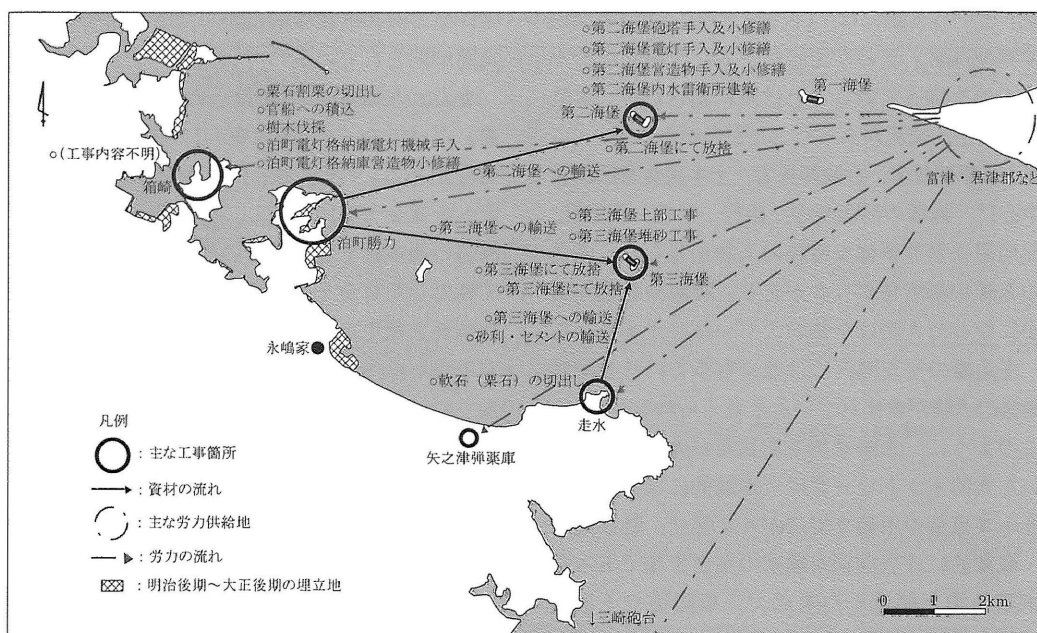 ○第二海堡砲塔手入及小修繕
○第二海堡電灯手入及小修繕
○第二海堡営造物手入及小修繕
○第二海堡内水雷衛所建築
第一海堡
第二海堡
○第二海堡にて放捨
富津・君津郡など
○栗石割栗の切出し
○官船への積込
○樹木伐採
○泊町電灯格納庫電灯機械手入
○泊町電灯格納庫営造物小修繕
○(工事内容不明)
箱崎
○第二海堡への輸送
泊町勝力
○第三海堡への輸送
○第三海堡上部工事
○第三海堡堆砂工事
○第三海堡にて放捨
○第三海堡にて放捨
第三海堡
○第三海堡への輸送
○砂利・セメントの輸送
永嶋家
○軟石(栗石)の切出し
走水
矢之津弾薬庫
凡例
:主な工事箇所
:資材の流れ
:主な労力供給地
:労力の流れ
:明治後期～大正後期の埋立地
↓三崎砲台
0 1 2km